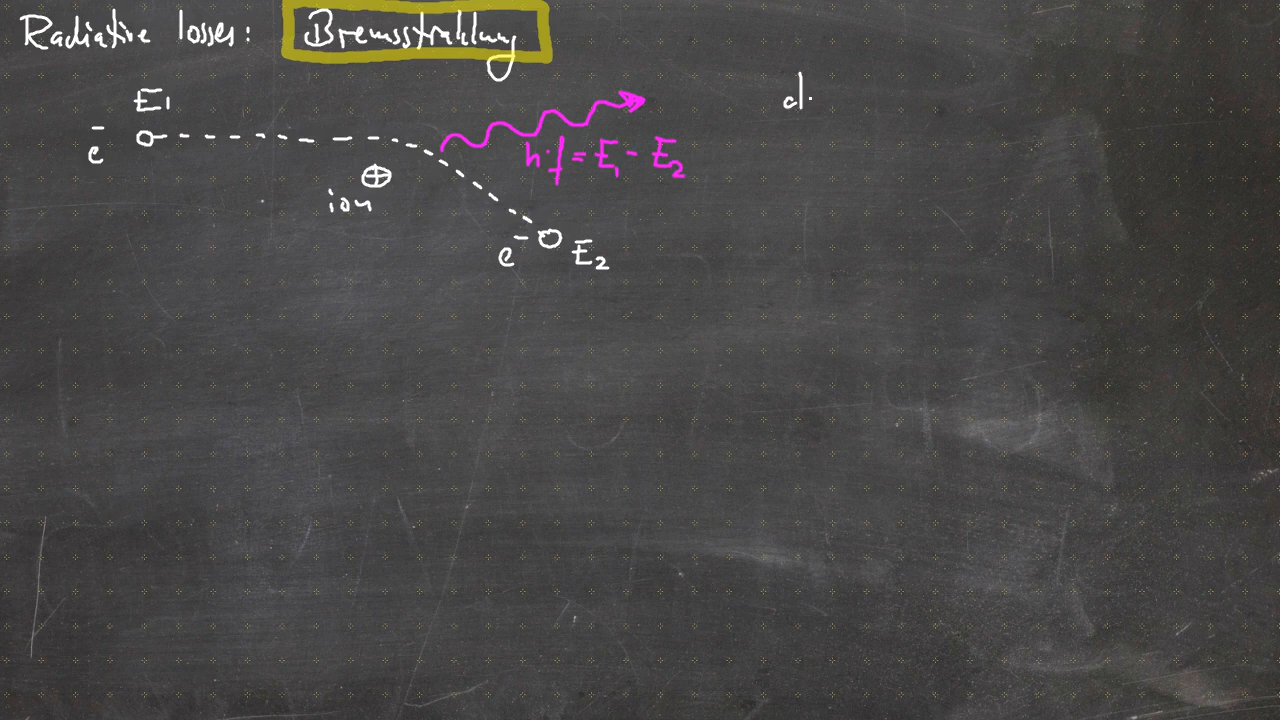 Radiative losses: Bremsstrahlung
E₁
e⁻
h·f = E₁ - E₂
ion
e⁻ E₂
d.